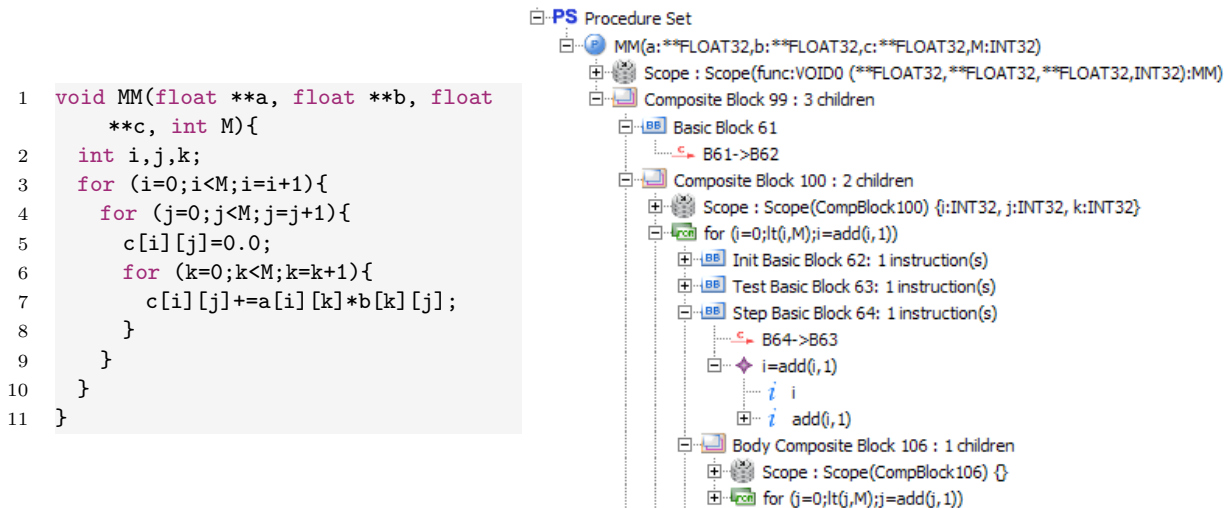 1 void MM(float **a, float **b, float
**c, int M){
2 int i,j,k;
3 for (i=0;i<M;i=i+1){
4 for (j=0;j<M;j=j+1){
5 c[i][j]=0.0;
6 for (k=0;k<M;k=k+1){
7 c[i][j]+=a[i][k]*b[k][j];
8 }
9 }
10 }
11 }
PS Procedure Set
P MM(a:**FLOAT32,b:**FLOAT32,c:**FLOAT32,M:INT32)
Scope : Scope(func:VOID0 (**FLOAT32,**FLOAT32,**FLOAT32,INT32):MM)
Composite Block 99 : 3 children
BB Basic Block 61
c B61->B62
Composite Block 100 : 2 children
Scope : Scope(CompBlock100) {i:INT32, j:INT32, k:INT32}
for (i=0;lt(i,M);i=add(i,1))
BB Init Basic Block 62: 1 instruction(s)
BB Test Basic Block 63: 1 instruction(s)
BB Step Basic Block 64: 1 instruction(s)
c B64->B63
i=add(i,1)
i i
i add(i,1)
Body Composite Block 106 : 1 children
Scope : Scope(CompBlock106) {}
for (j=0;lt(j,M);j=add(j,1))